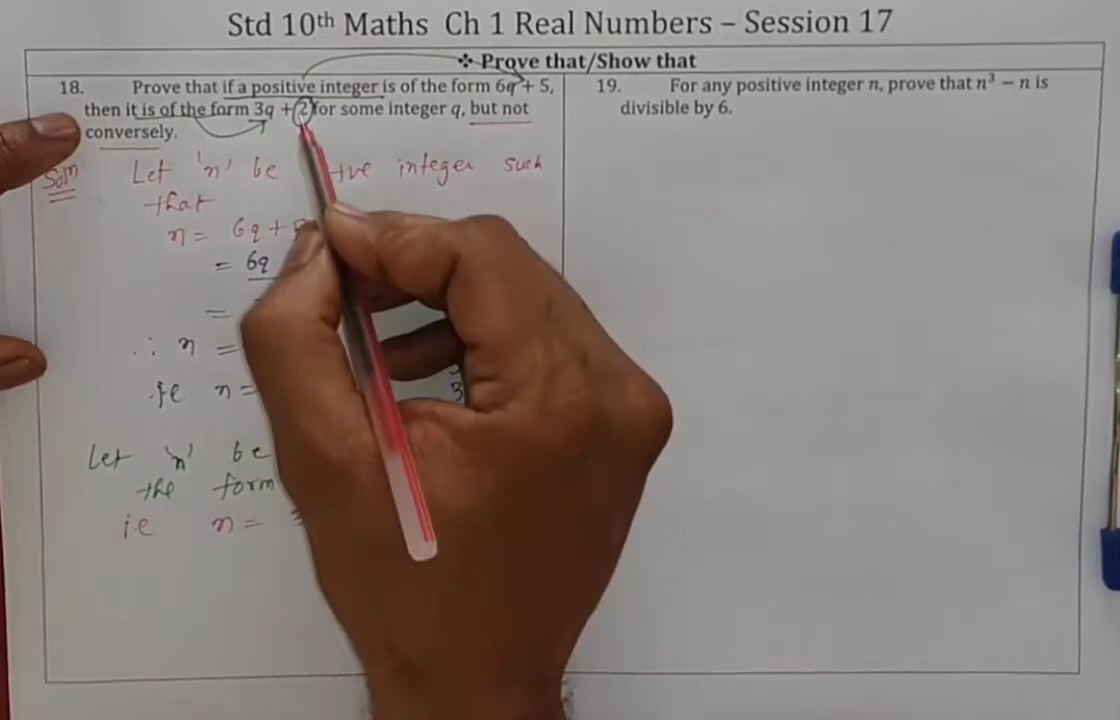 Std 10th Maths Ch 1 Real Numbers – Session 17
❖ Prove that/Show that
18. Prove that if a positive integer is of the form 6q + 5,
then it is of the form 3q + 2 for some integer q, but not
conversely.
Soln Let 'n' be +ve integer such
that
n = 6q +
= 6q
=
∴ n =
ie n =
3
Let 'n' be
the form
ie n =
19. For any positive integer n, prove that n³ − n is
divisible by 6.